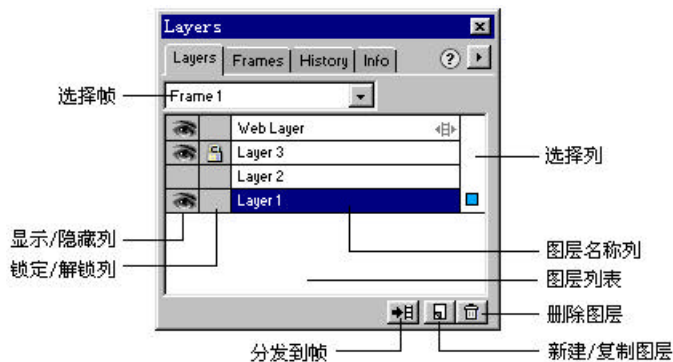 Layers
Layers Frames History Info ?
选择帧
Frame 1
Web Layer
Layer 3
选择列
Layer 2
Layer 1
显示/隐藏列
锁定/解锁列
图层名称列
图层列表
删除图层
分发到帧
新建/复制图层